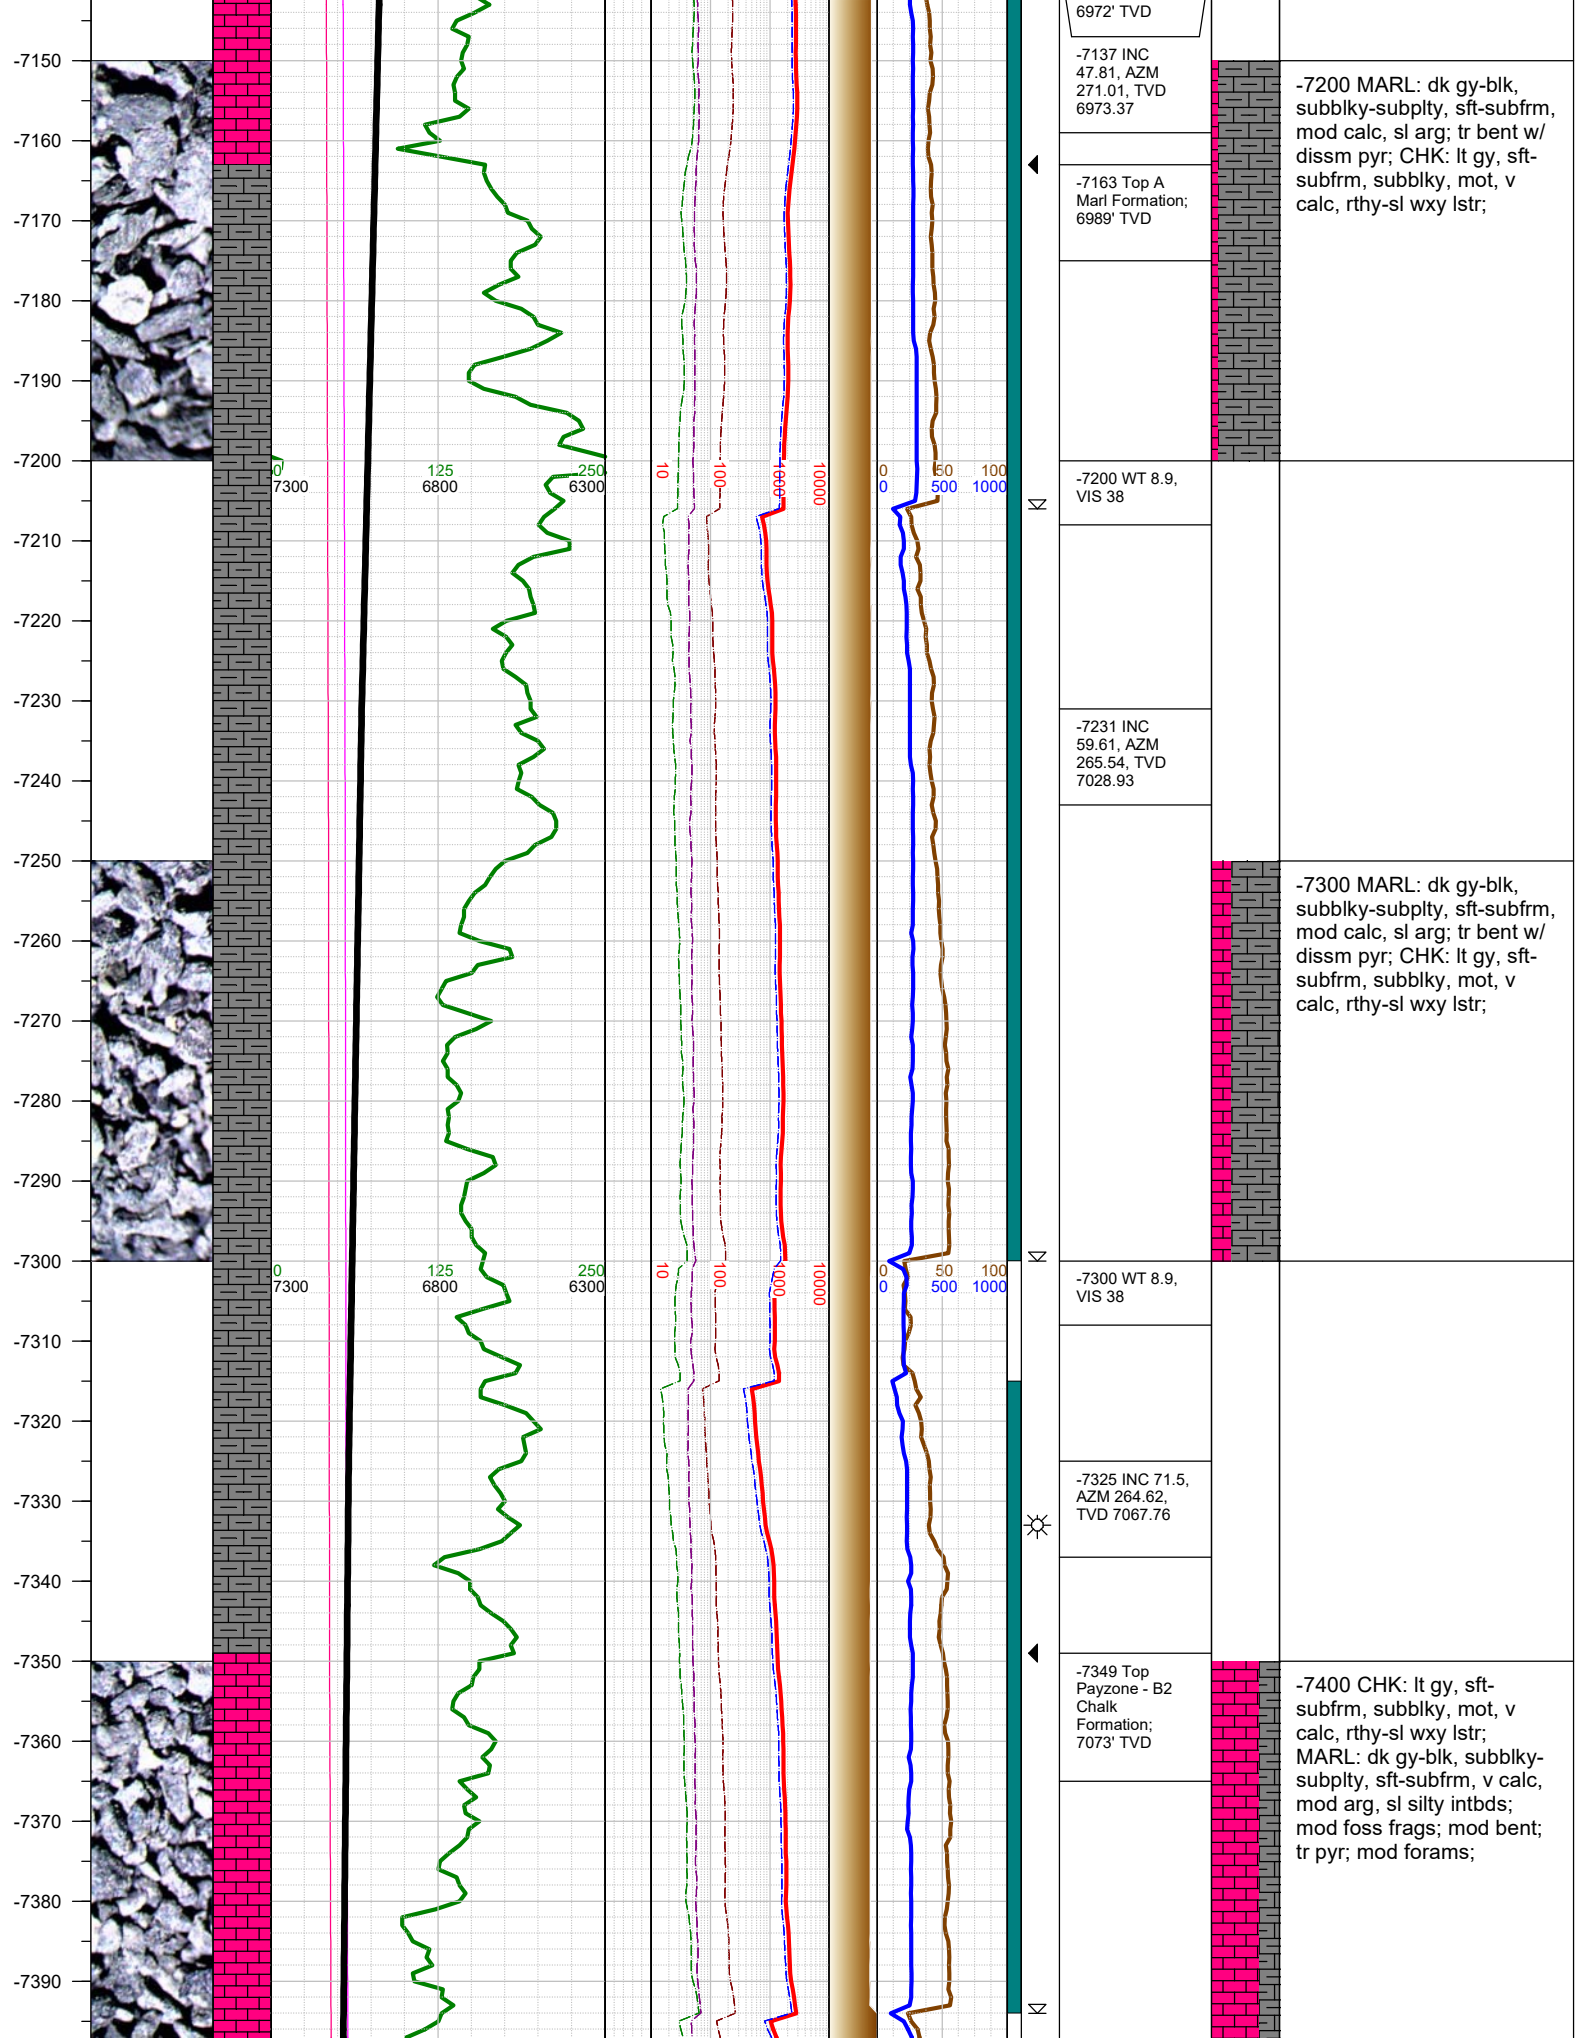 6972' TVD
-7137 INC
47.81, AZM
271.01, TVD
6973.37
-7150
-7200 MARL: dk gy-blk,
subblky-subplty, sft-subfrm,
mod calc, sl arg; tr bent w/
dissm pyr; CHK: lt gy, sft-
subfrm, subblky, mot, v
calc, rthy-sl wxy lstr;
-7160
-7163 Top A
Marl Formation;
6989' TVD
-7170
-7180
-7190
-7200
0 125 250
7300 6800 6300
10 100 1000 10000
0 50 100
0 500 1000
-7200 WT 8.9,
VIS 38
-7210
-7220
-7230
-7231 INC
59.61, AZM
265.54, TVD
7028.93
-7240
-7250
-7300 MARL: dk gy-blk,
subblky-subplty, sft-subfrm,
mod calc, sl arg; tr bent w/
dissm pyr; CHK: lt gy, sft-
subfrm, subblky, mot, v
calc, rthy-sl wxy lstr;
-7260
-7270
-7280
-7290
-7300
0 125 250
7300 6800 6300
10 100 1000 10000
0 50 100
0 500 1000
-7300 WT 8.9,
VIS 38
-7310
-7320
-7325 INC 71.5,
AZM 264.62,
TVD 7067.76
-7330
-7340
-7350
-7349 Top
Payzone - B2
Chalk
Formation;
7073' TVD
-7400 CHK: lt gy, sft-
subfrm, subblky, mot, v
calc, rthy-sl wxy lstr;
MARL: dk gy-blk, subblky-
subplty, sft-subfrm, v calc,
mod arg, sl silty intbds;
mod foss frags; mod bent;
tr pyr; mod forams;
-7360
-7370
-7380
-7390